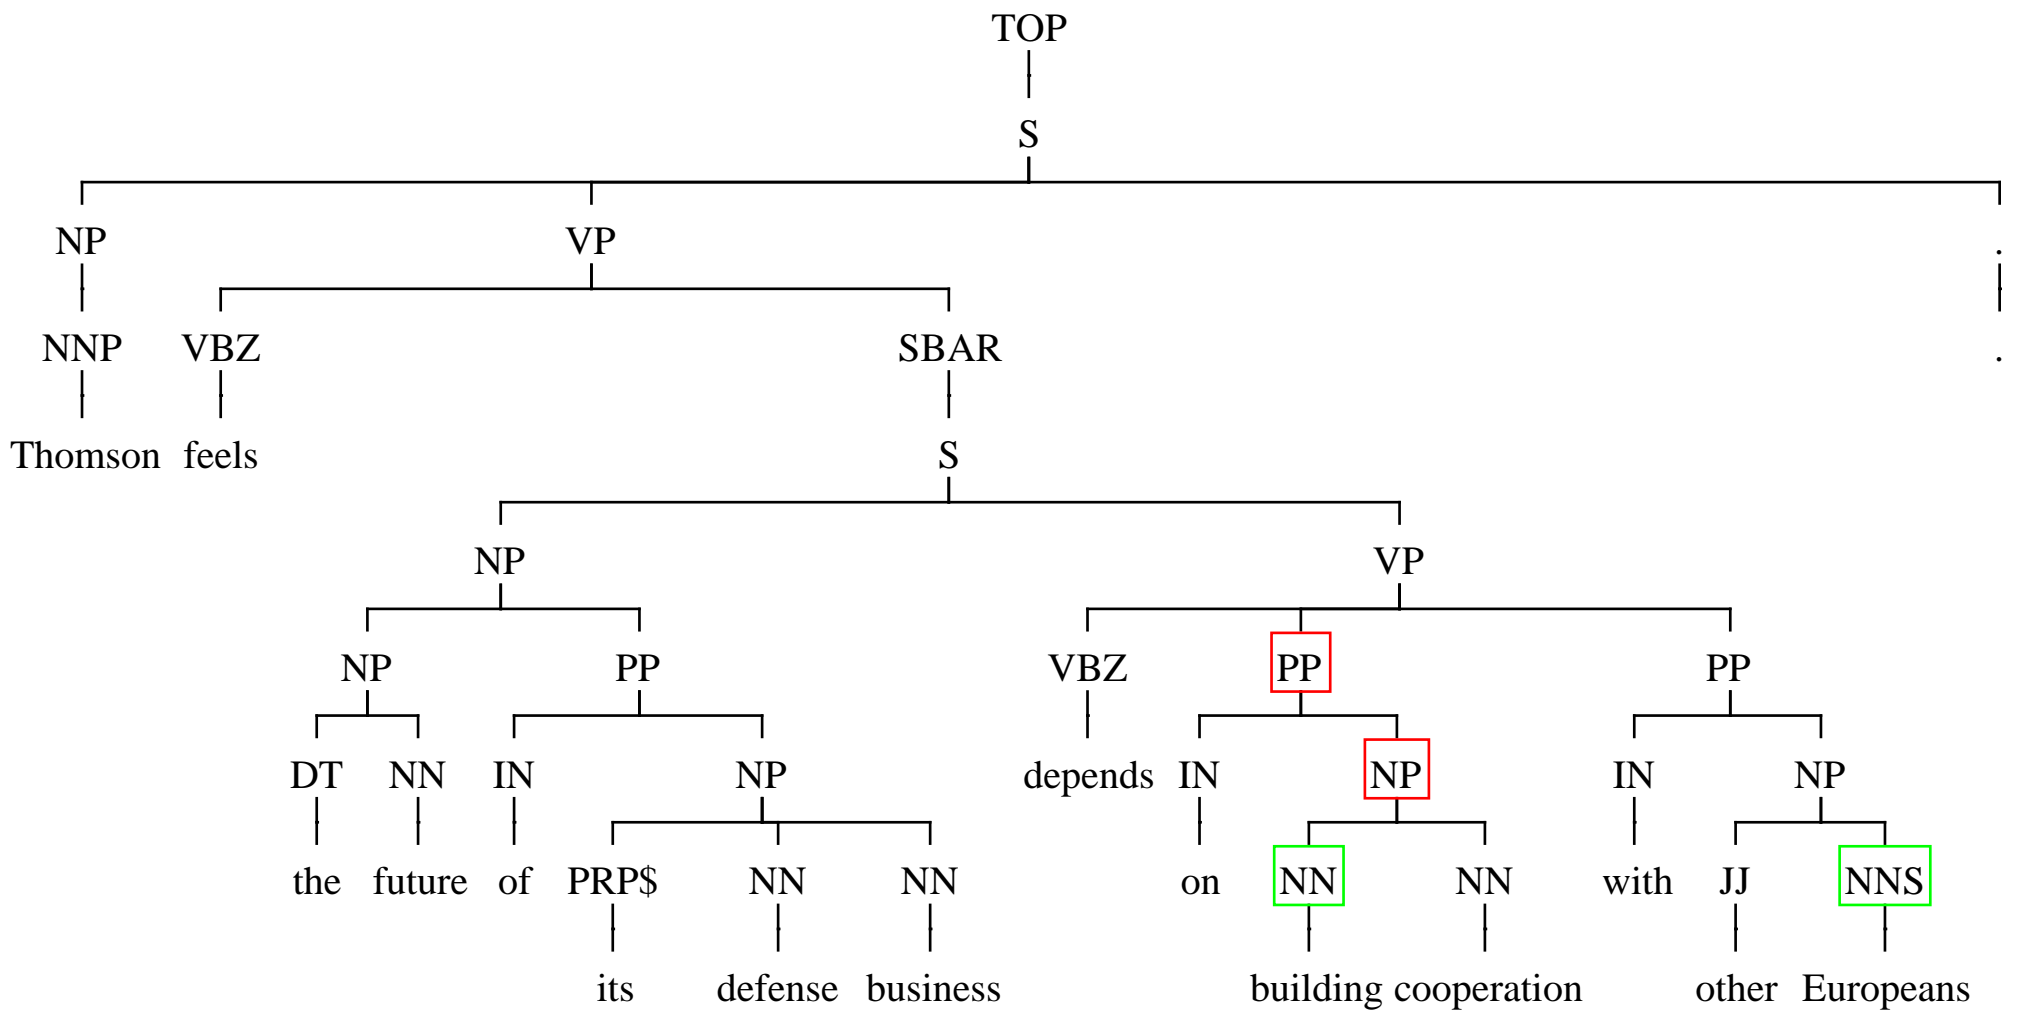 TOP
S
NP VP .
NNP VBZ SBAR .
Thomson feels S
NP VP
NP PP VBZ PP PP
DT NN IN NP depends IN NP IN NP
the future of PRP$ NN NN on NN NN with JJ NNS
its defense business building cooperation other Europeans